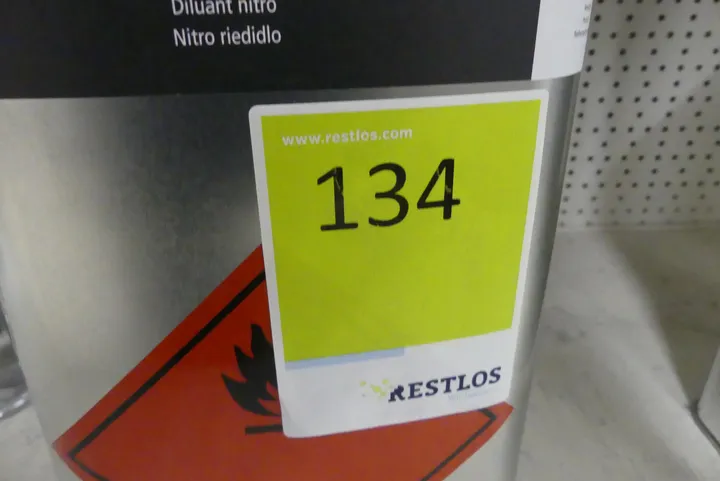 Diluant nitro
Nitro riedidlo
www.restlos.com
134
RESTLOS